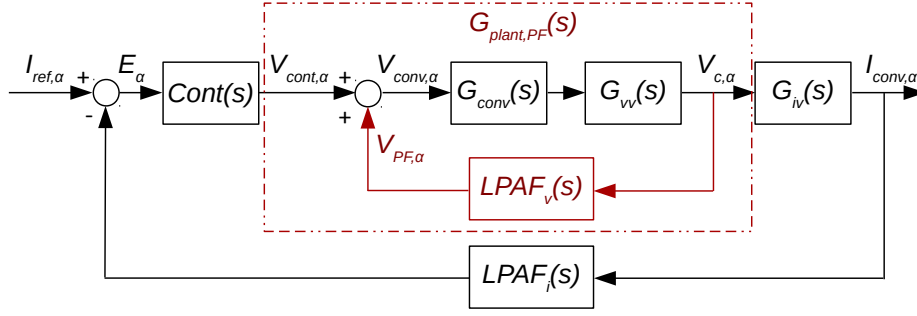 G_plant,PF(s)
I_ref,α
+
-
E_α
Cont(s)
V_cont,α
+
+
V_conv,α
G_conv(s)
G_vv(s)
V_c,α
G_iv(s)
I_conv,α
V_PF,α
LPAF_v(s)
LPAF_i(s)